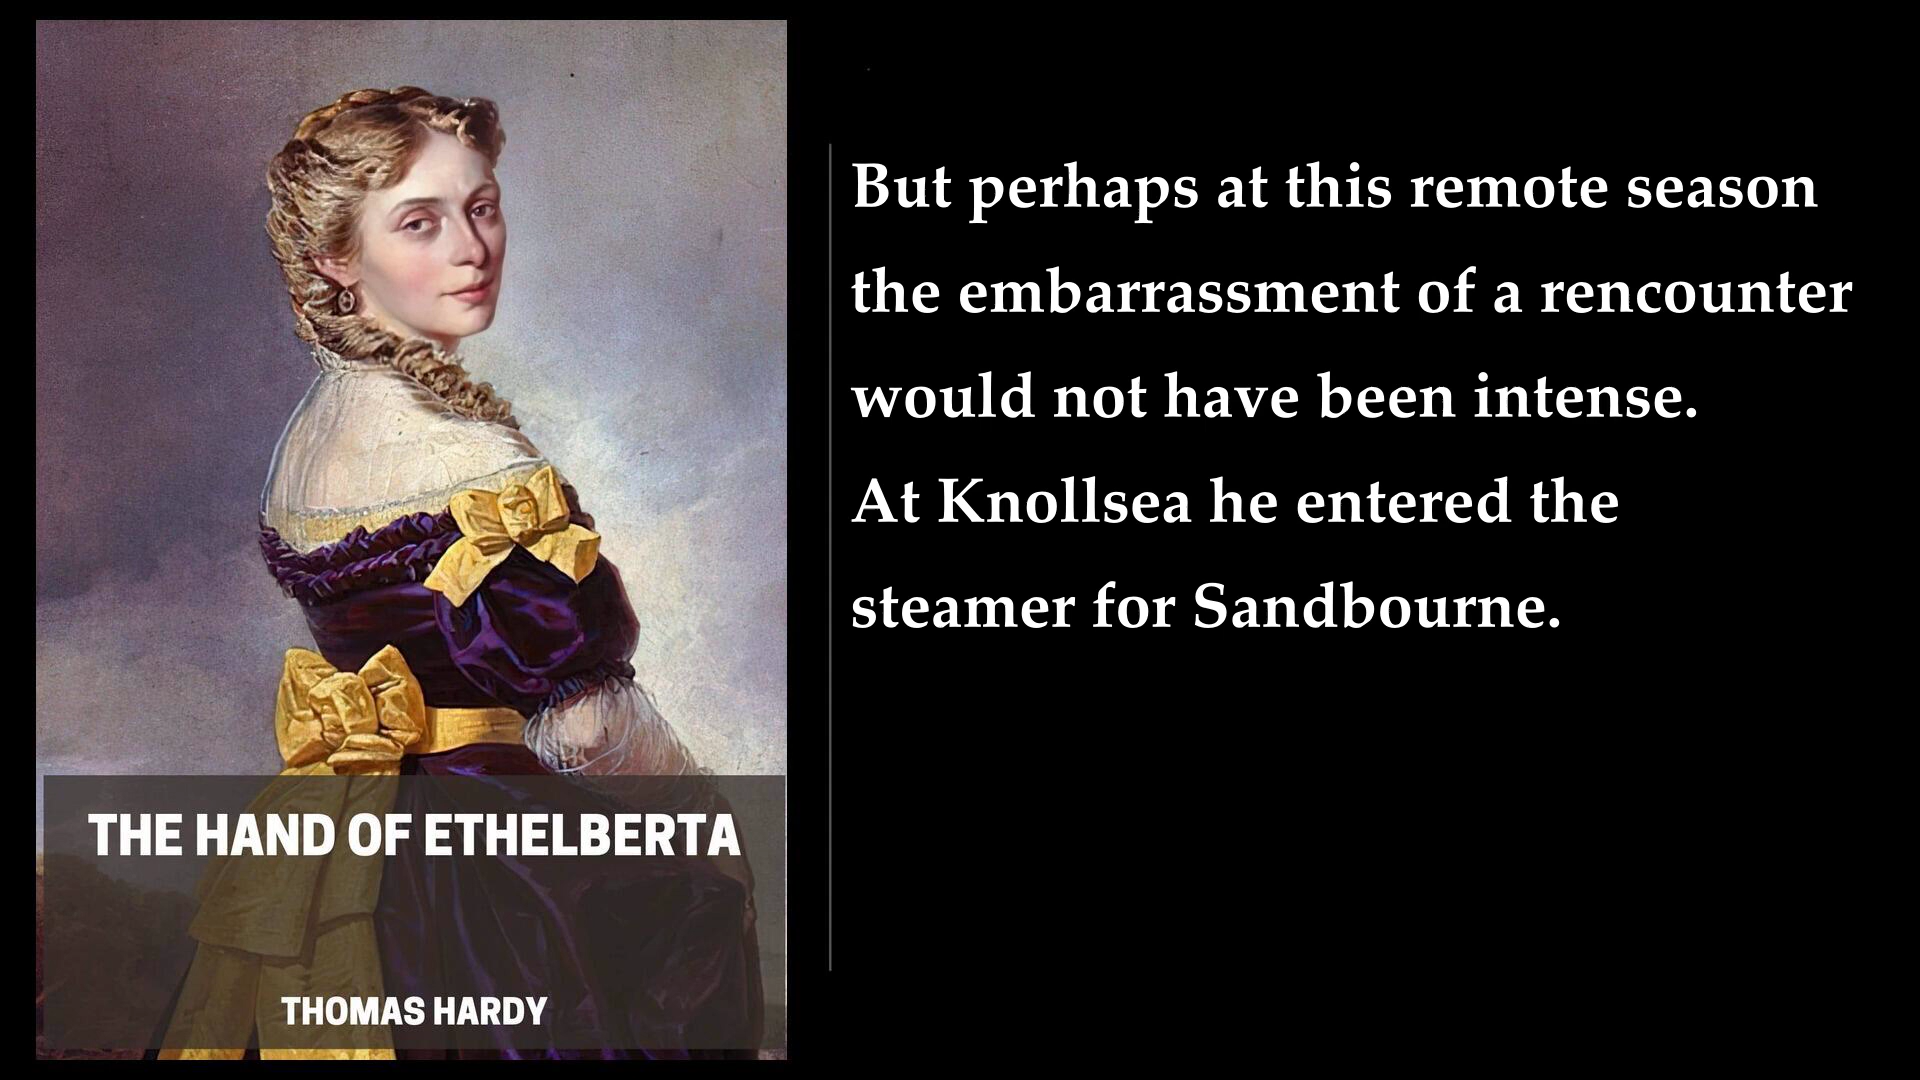 But perhaps at this remote season
the embarrassment of a rencounter
would not have been intense.
At Knollsea he entered the
steamer for Sandbourne.
THE HAND OF ETHELBERTA
THOMAS HARDY